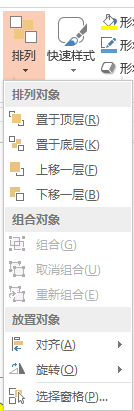 排列
快速样式
形
形
形
排列对象
置于顶层(R)
置于底层(K)
上移一层(F)
下移一层(B)
组合对象
组合(G)
取消组合(U)
重新组合(E)
放置对象
对齐(A)
旋转(O)
选择窗格(P)...